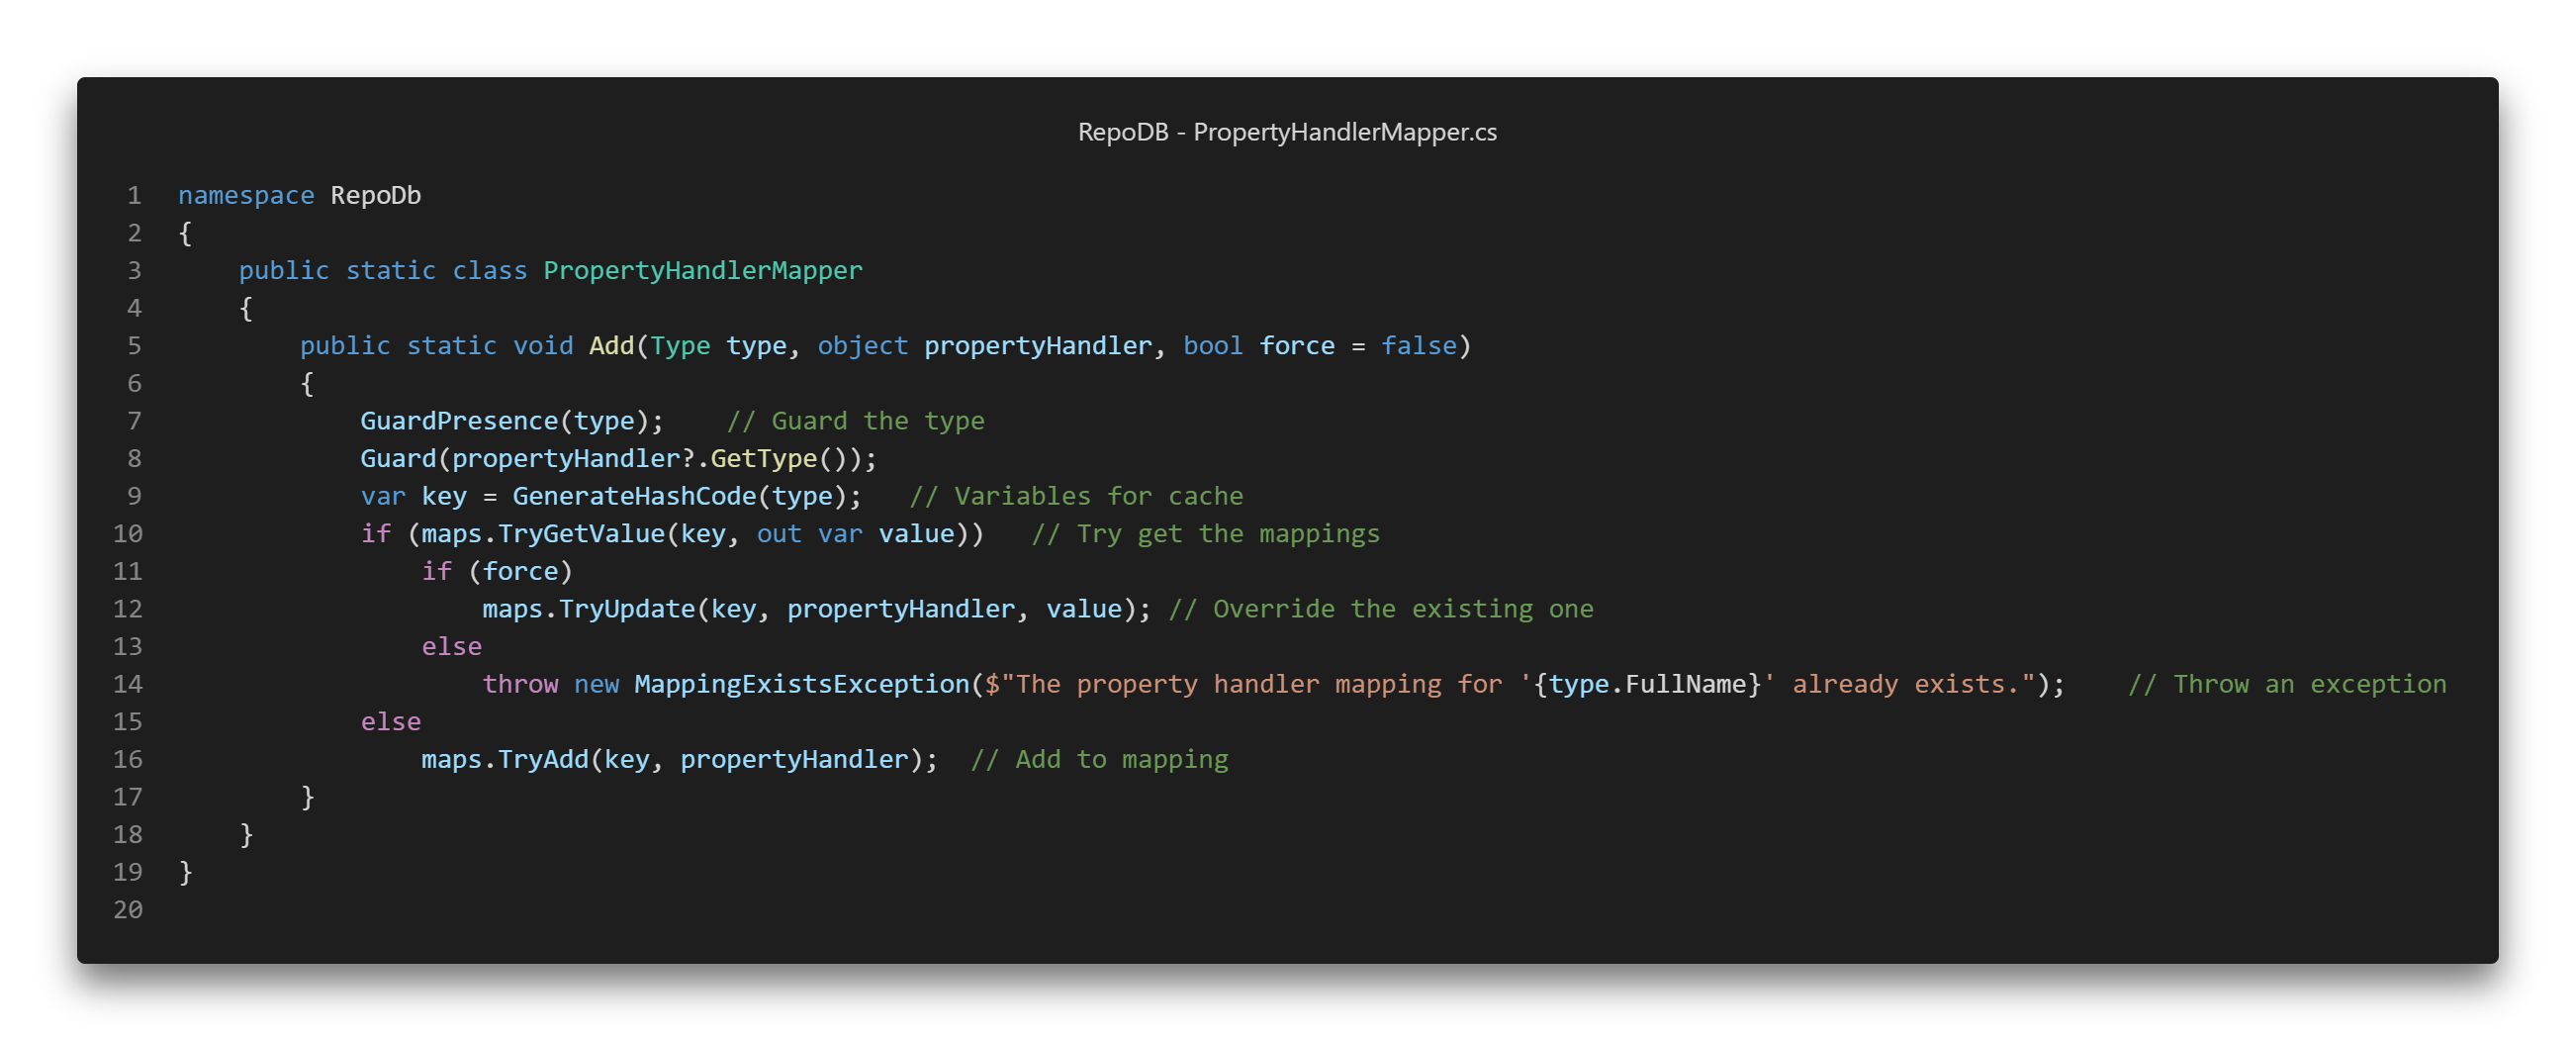 RepoDB - PropertyHandlerMapper.cs
1 namespace RepoDb
2 {
3     public static class PropertyHandlerMapper
4     {
5         public static void Add(Type type, object propertyHandler, bool force = false)
6         {
7             GuardPresence(type);    // Guard the type
8             Guard(propertyHandler?.GetType());
9             var key = GenerateHashCode(type);   // Variables for cache
10             if (maps.TryGetValue(key, out var value))   // Try get the mappings
11                 if (force)
12                     maps.TryUpdate(key, propertyHandler, value); // Override the existing one
13                 else
14                     throw new MappingExistsException($"The property handler mapping for '{type.FullName}' already exists.");    // Throw an exception
15             else
16                 maps.TryAdd(key, propertyHandler);  // Add to mapping
17         }
18     }
19 }
20